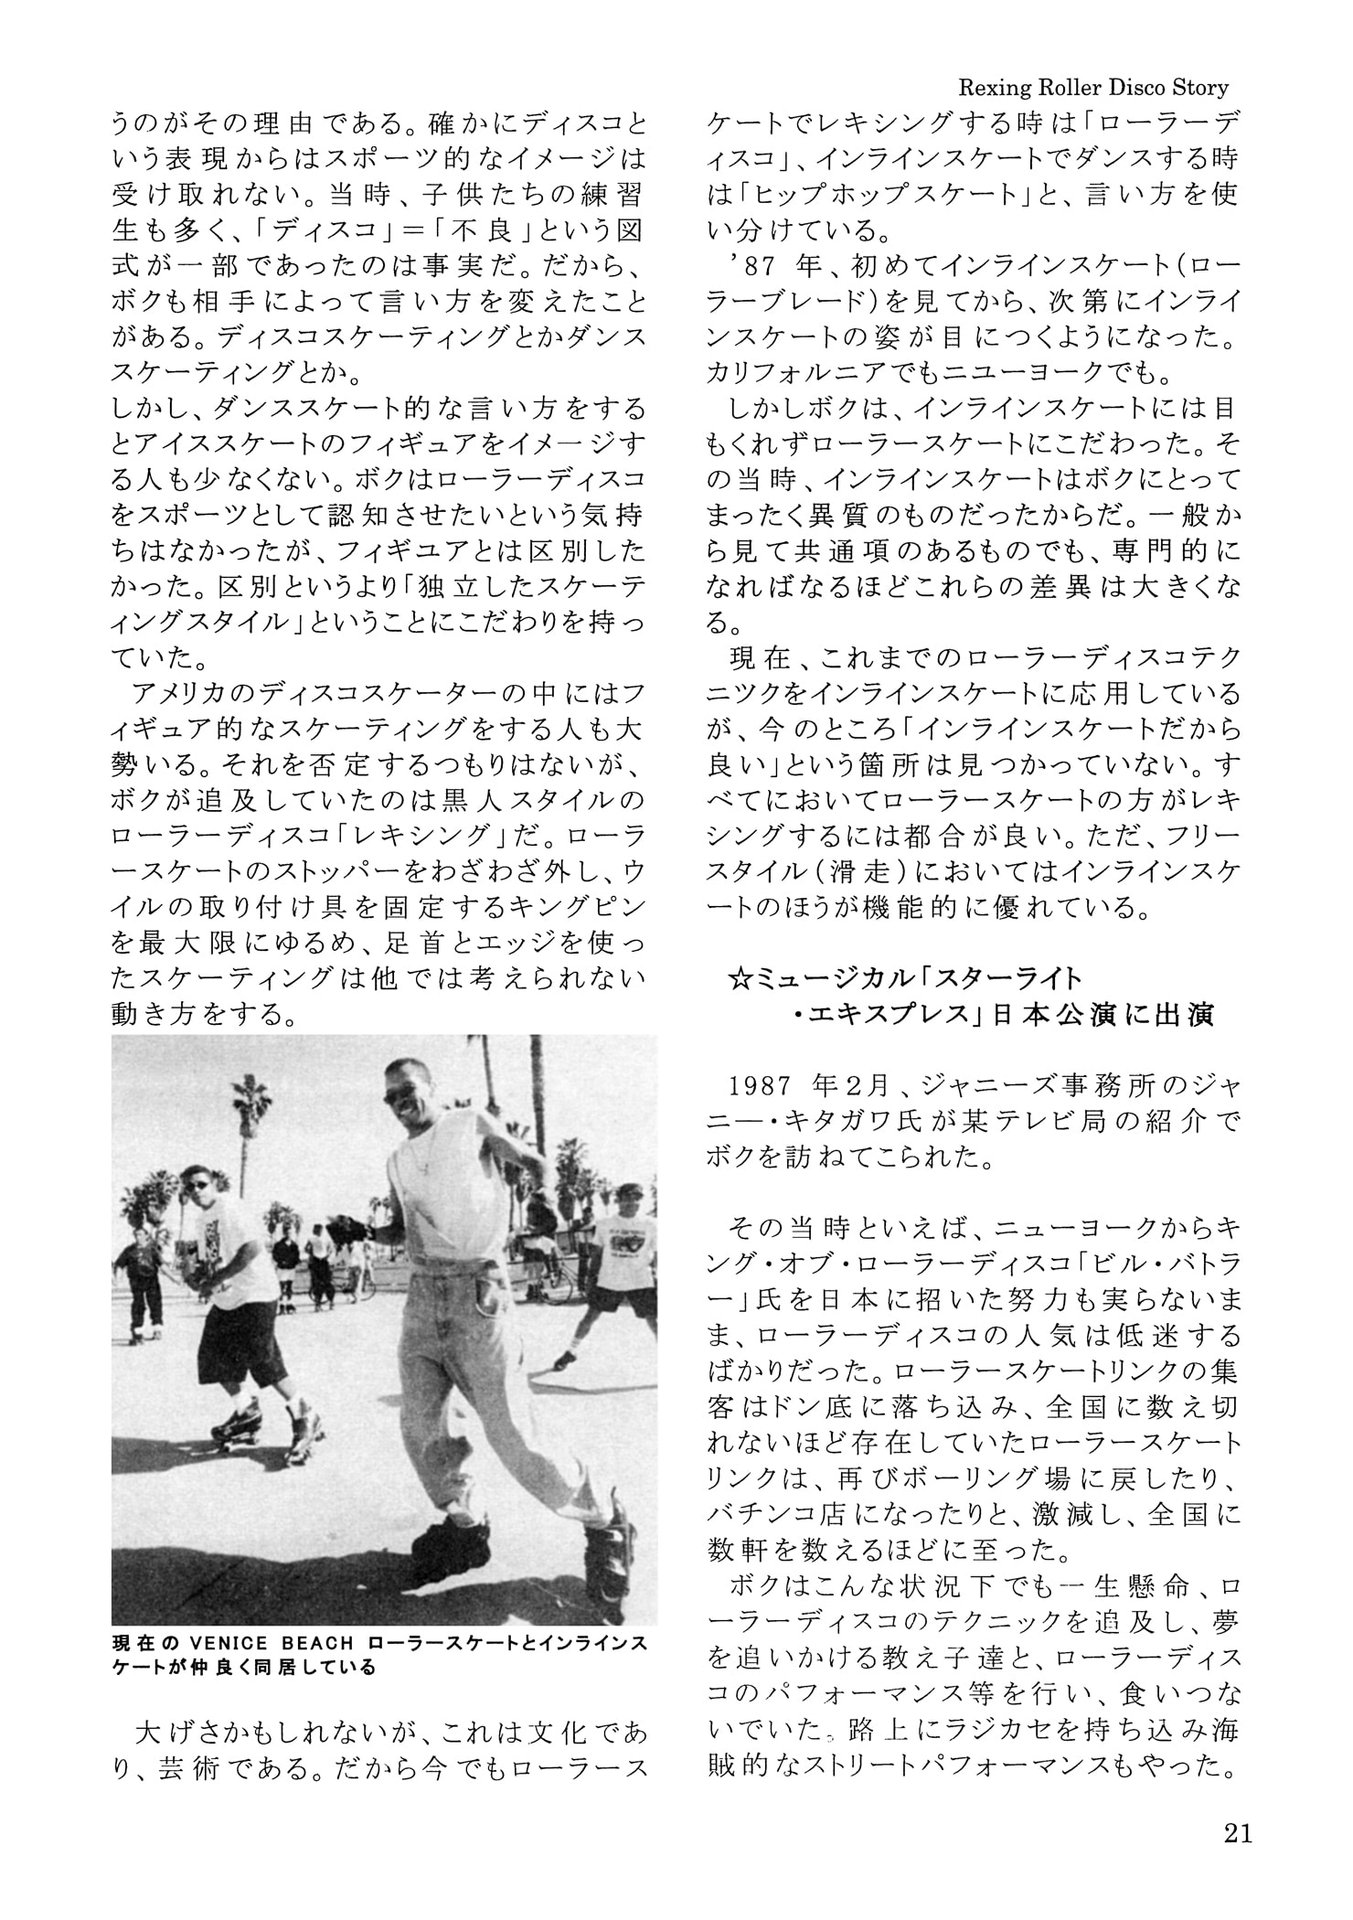 Rexing Roller Disco Story
うのがその理由である。確かにディスコと
いう表現からはスポーツ的なイメージは
受け取れない。当時、子供たちの練習
生も多く、「ディスコ」＝「不良」という図
式が一部であったのは事実だ。だから、
ボクも相手によって言い方を変えたこと
がある。ディスコスケーティングとかダンス
スケーティングとか。
しかし、ダンススケート的な言い方をする
とアイススケートのフィギュアをイメージす
る人も少なくない。ボクはローラーディスコ
をスポーツとして認知させたいという気持
ちはなかったが、フィギユアとは区別した
かった。区別というより「独立したスケーテ
ィングスタイル」ということにこだわりを持っ
ていた。
アメリカのディスコスケーターの中にはフ
ィギュア的なスケーティングをする人も大
勢いる。それを否定するつもりはないが、
ボクが追及していたのは黒人スタイルの
ローラーディスコ「レキシング」だ。ローラ
ースケートのストッパーをわざわざ外し、ウ
イルの取り付け具を固定するキングピン
を最大限にゆるめ、足首とエッジを使っ
たスケーティングは他では考えられない
動き方をする。
現在の VENICE BEACH ローラースケートとインラインス
ケートが仲良く同居している
大げさかもしれないが、これは文化であ
り、芸術である。だから今でもローラース
ケートでレキシングする時は「ローラーデ
ィスコ」、インラインスケートでダンスする時
は「ヒップホップスケート」と、言い方を使
い分けている。
’87 年、初めてインラインスケート(ロー
ラーブレード)を見てから、次第にインライ
ンスケートの姿が目につくようになった。
カリフォルニアでもニユーヨークでも。
しかしボクは、インラインスケートには目
もくれずローラースケートにこだわった。そ
の当時、インラインスケートはボクにとって
まったく異質のものだったからだ。一般か
ら見て共通項のあるものでも、専門的に
なればなるほどこれらの差異は大きくな
る。
現在、これまでのローラーディスコテク
ニツクをインラインスケートに応用している
が、今のところ「インラインスケートだから
良い」という箇所は見つかっていない。す
べてにおいてローラースケートの方がレキ
シングするには都合が良い。ただ、フリー
スタイル(滑走)においてはインラインスケ
ートのほうが機能的に優れている。
☆ミュージカル「スターライト
・エキスプレス」日本公演に出演
1987 年2月、ジャニーズ事務所のジャ
ニ―・キタガワ氏が某テレビ局の紹介で
ボクを訪ねてこられた。
その当時といえば、ニューヨークからキ
ング・オブ・ローラーディスコ「ビル・バトラ
ー」氏を日本に招いた努力も実らないま
ま、ローラーディスコの人気は低迷する
ばかりだった。ローラースケートリンクの集
客はドン底に落ち込み、全国に数え切
れないほど存在していたローラースケート
リンクは、再びボーリング場に戻したり、
バチンコ店になったりと、激減し、全国に
数軒を数えるほどに至った。
ボクはこんな状況下でも一生懸命、ロ
ーラーディスコのテクニックを追及し、夢
を追いかける教え子達と、ローラーディス
コのパフォーマンス等を行い、食いつな
いでいた。路上にラジカセを持ち込み海
賊的なストリートパフォーマンスもやった。
21